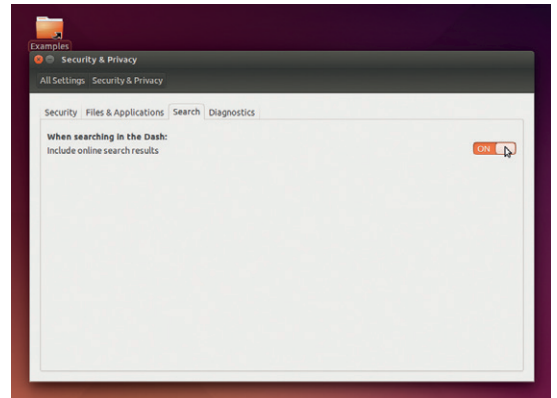 Examples
Security & Privacy
All Settings Security & Privacy
Security Files & Applications Search Diagnostics
When searching in the Dash:
Include online search results
ON